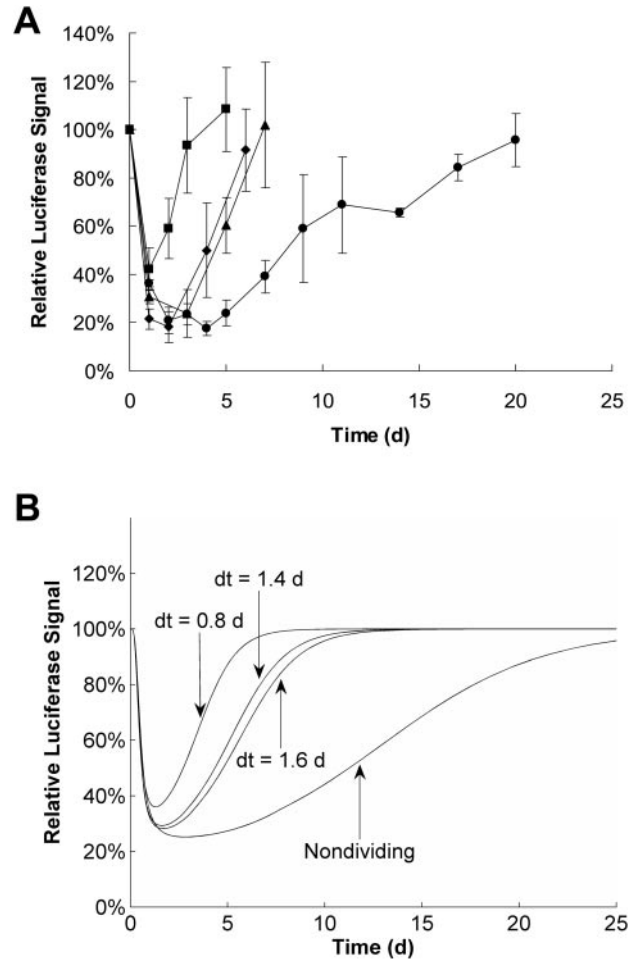 A
140%
120%
100%
80%
60%
40%
20%
0%
Relative Luciferase Signal
0 5 10 15 20 25
Time (d)
B
120%
100%
80%
60%
40%
20%
0%
Relative Luciferase Signal
dt = 1.4 d
dt = 0.8 d
dt = 1.6 d
Nondividing
0 5 10 15 20 25
Time (d)